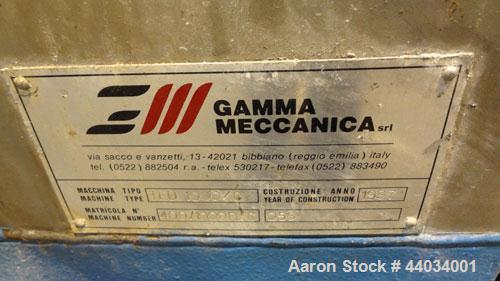 GAMMA
MECCANICA srl
via sacco e vanzetti, 13 - 42021 bibbiano (reggio emilia) italy
tel. (0522) 882504 r.a. - telex 530217 - telefax (0522) 883490
MACCHINA TIPO
MACHINE TYPE
COSTRUZIONE ANNO
YEAR OF CONSTRUCTION
MATRICOLA N°
MACHINE NUMBER
Aaron Stock # 44034001